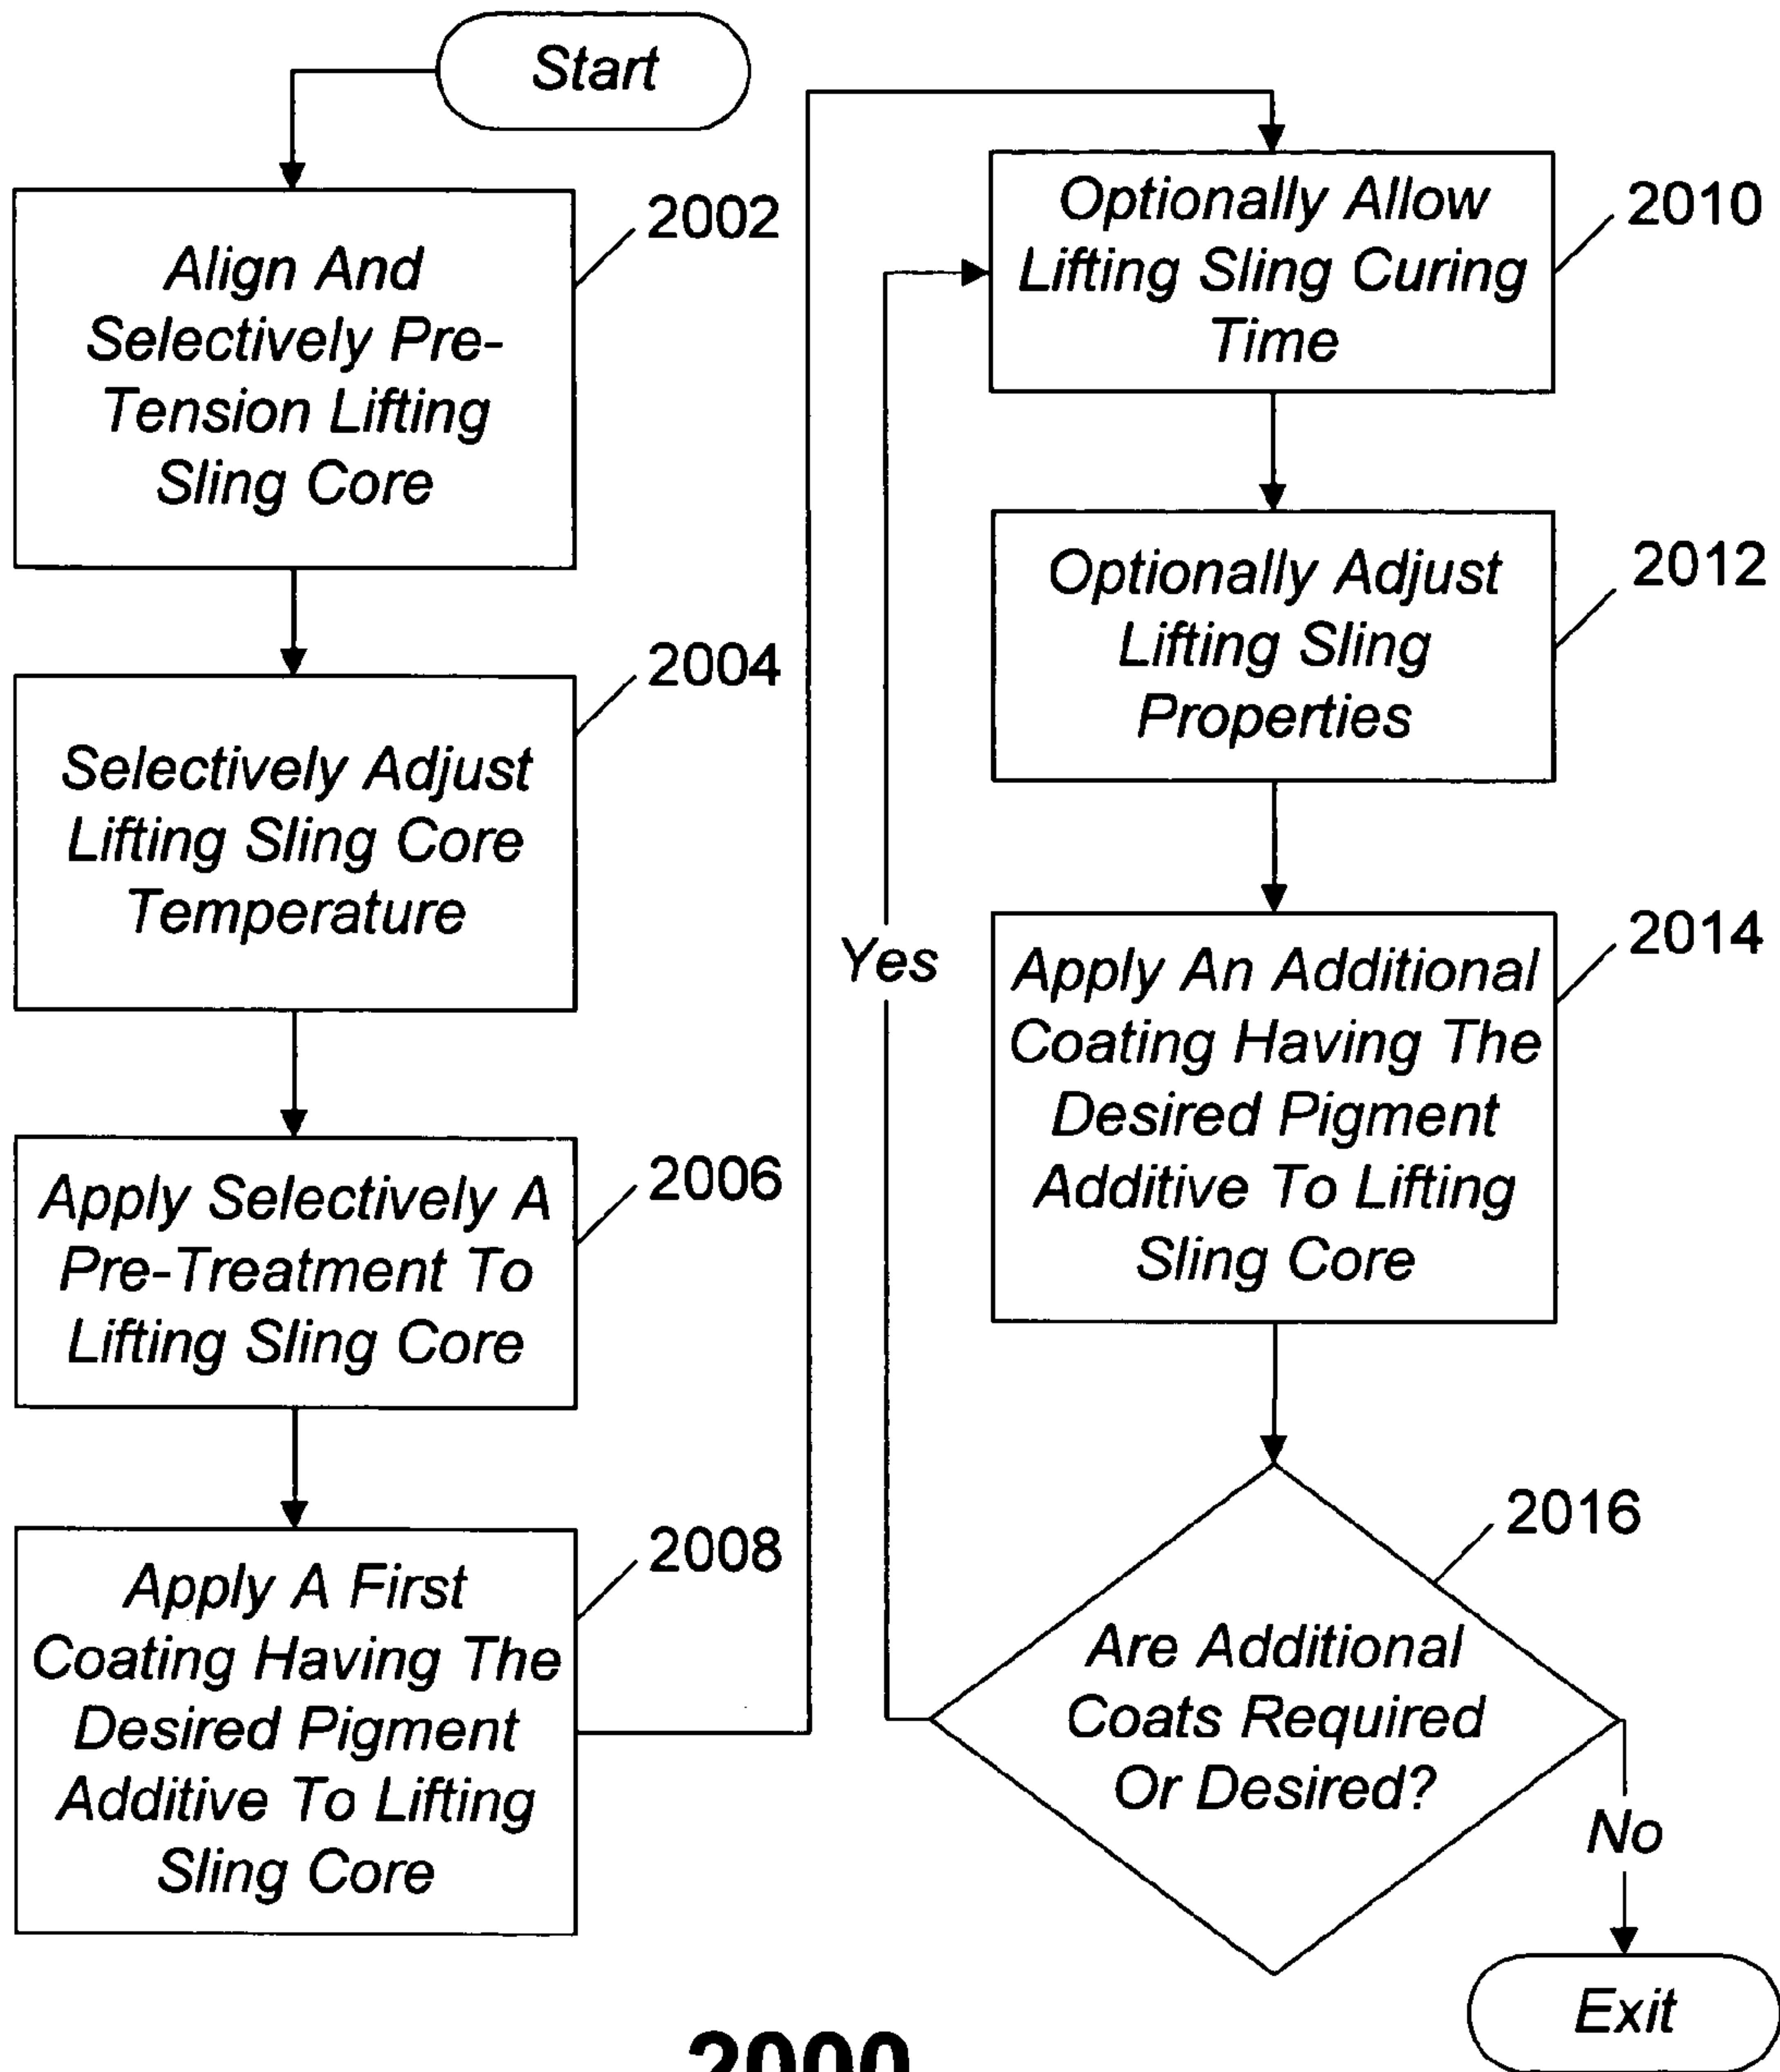 Start
Align And
Selectively Pre-
Tension Lifting
Sling Core
2002
Selectively Adjust
Lifting Sling Core
Temperature
2004
Apply Selectively A
Pre-Treatment To
Lifting Sling Core
2006
Apply A First
Coating Having The
Desired Pigment
Additive To Lifting
Sling Core
2008
Optionally Allow
Lifting Sling Curing
Time
2010
Optionally Adjust
Lifting Sling
Properties
2012
Apply An Additional
Coating Having The
Desired Pigment
Additive To Lifting
Sling Core
2014
Yes
Are Additional
Coats Required
Or Desired?
2016
No
Exit
2000